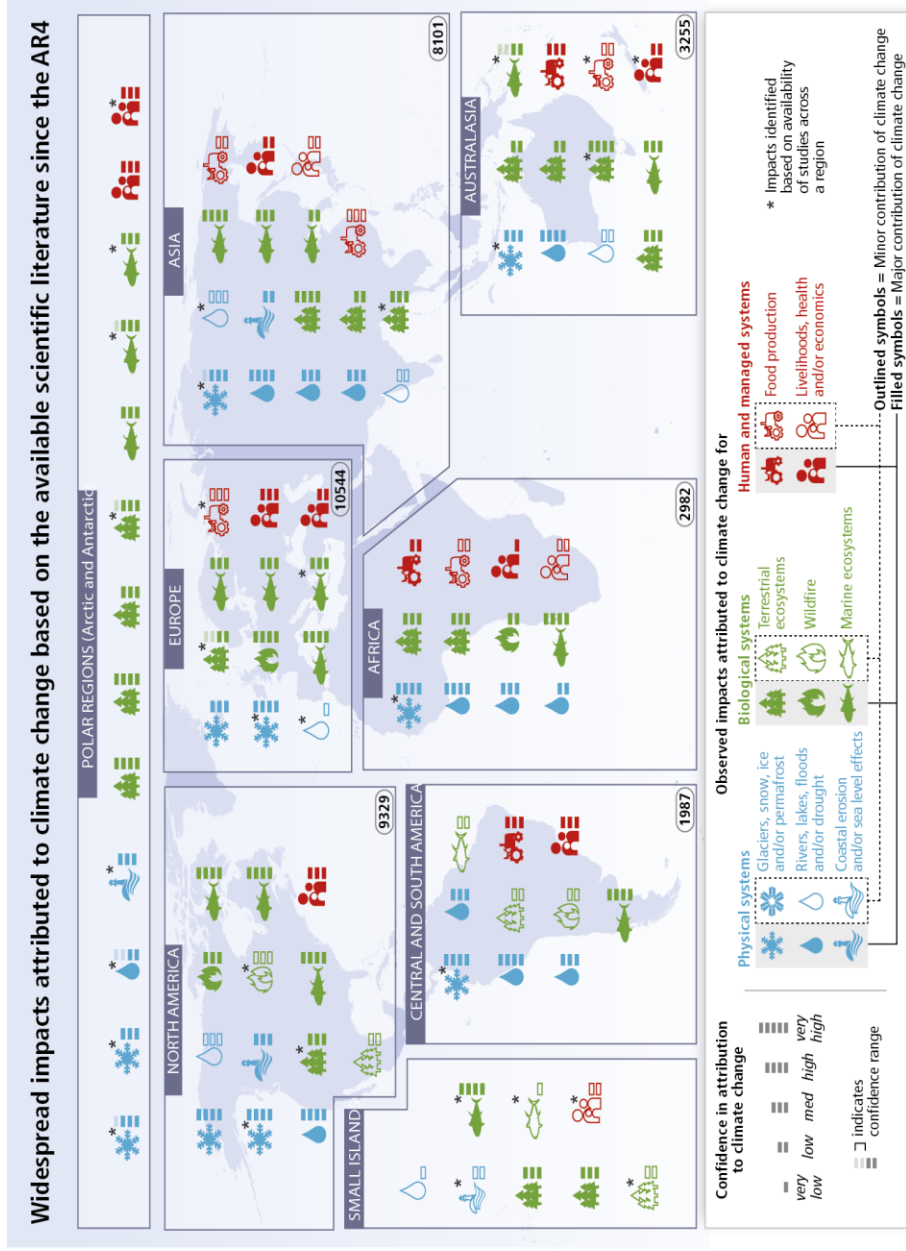 Widespread impacts attributed to climate change based on the available scientific literature since the AR4
POLAR REGIONS (Arctic and Antarctic)
NORTH AMERICA
9329
EUROPE
10544
ASIA
8101
SMALL ISLANDS
CENTRAL AND SOUTH AMERICA
1987
AFRICA
2982
AUSTRALASIA
3255
Confidence in attribution
to climate change
very
low
low
med
high
very
high
indicates
confidence range
Observed impacts attributed to climate change for
Physical systems
Glaciers, snow, ice
and/or permafrost
Rivers, lakes, floods
and/or drought
Coastal erosion
and/or sea level effects
Biological systems
Terrestrial
ecosystems
Wildfire
Marine ecosystems
Human and managed systems
Food production
Livelihoods, health
and/or economics
* Impacts identified
based on availability
of studies across
a region
Outlined symbols = Minor contribution of climate change
Filled symbols = Major contribution of climate change